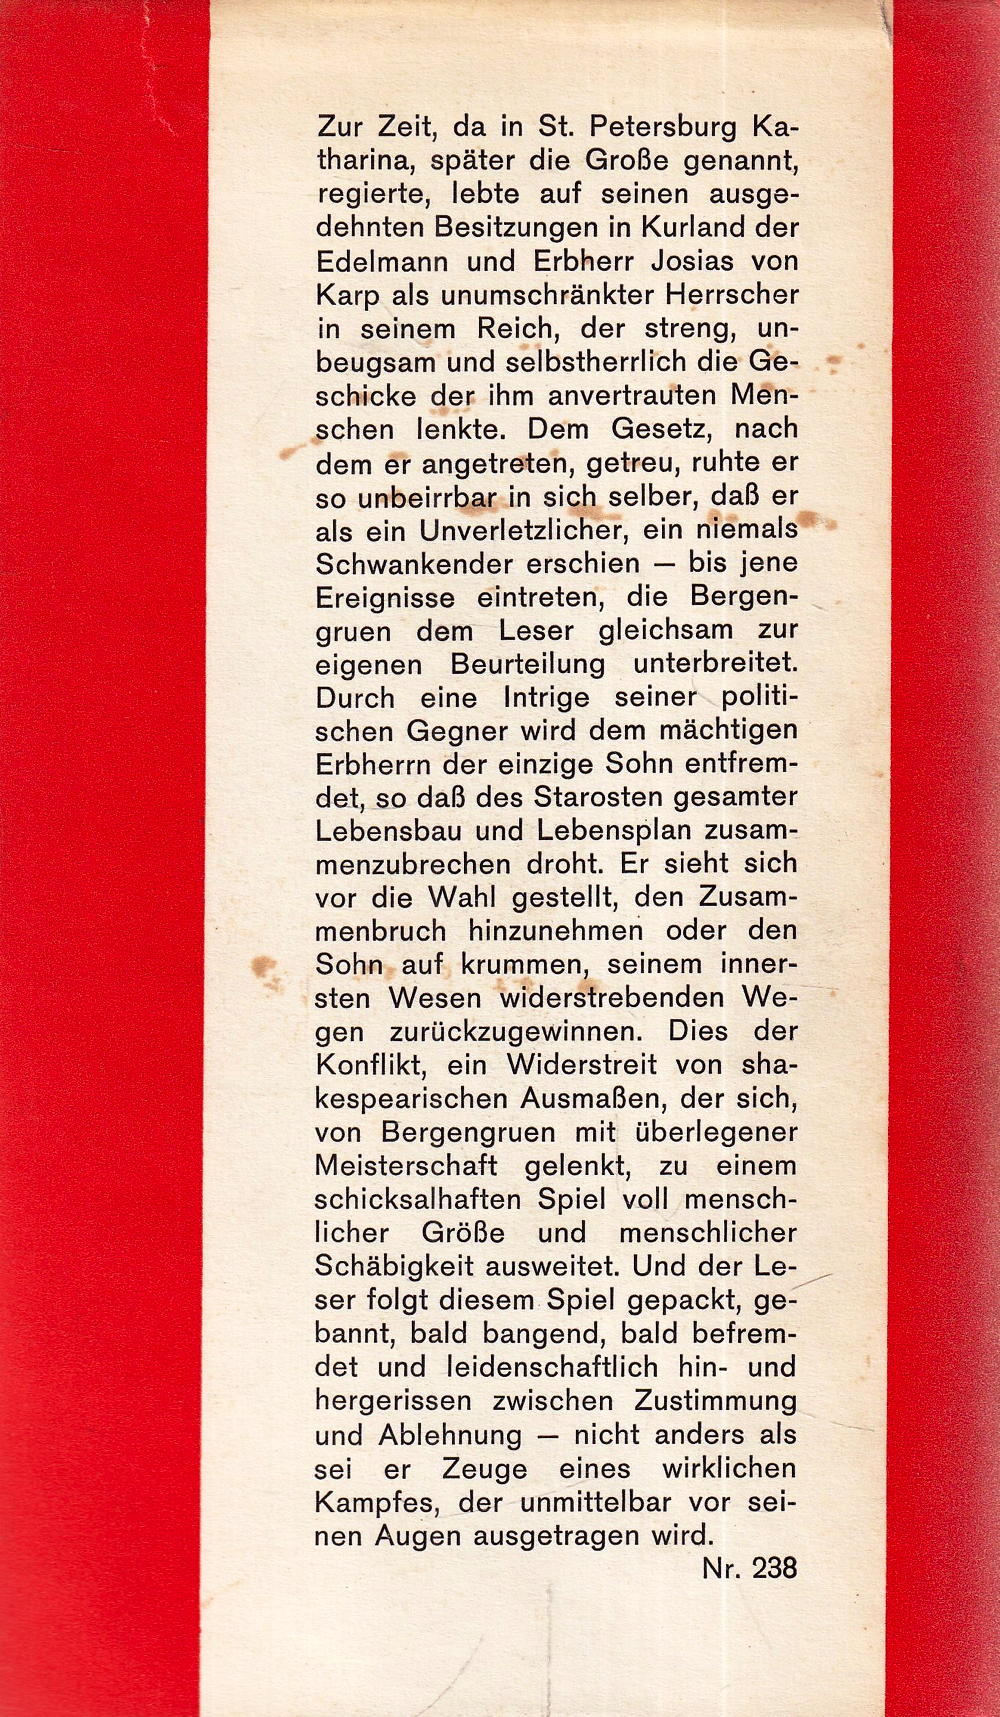 Zur Zeit, da in St. Petersburg Ka-
tharina, später die Große genannt,
regierte, lebte auf seinen ausge-
dehnten Besitzungen in Kurland der
Edelmann und Erbherr Josias von
Karp als unumschränkter Herrscher
in seinem Reich, der streng, un-
beugsam und selbstherrlich die Ge-
schicke der ihm anvertrauten Men-
schen lenkte. Dem Gesetz, nach
dem er angetreten, getreu, ruhte er
so unbeirrbar in sich selber, daß er
als ein Unverletzlicher, ein niemals
Schwankender erschien — bis jene
Ereignisse eintreten, die Bergen-
gruen dem Leser gleichsam zur
eigenen Beurteilung unterbreitet.
Durch eine Intrige seiner politi-
schen Gegner wird dem mächtigen
Erbherrn der einzige Sohn entfrem-
det, so daß des Starosten gesamter
Lebensbau und Lebensplan zusam-
menzubrechen droht. Er sieht sich
vor die Wahl gestellt, den Zusam-
menbruch hinzunehmen oder den
Sohn auf krummen, seinem inner-
sten Wesen widerstrebenden We-
gen zurückzugewinnen. Dies der
Konflikt, ein Widerstreit von sha-
kespearischen Ausmaßen, der sich,
von Bergengruen mit überlegener
Meisterschaft gelenkt, zu einem
schicksalhaften Spiel voll mensch-
licher Größe und menschlicher
Schäbigkeit ausweitet. Und der Le-
ser folgt diesem Spiel gepackt, ge-
bannt, bald bangend, bald befrem-
det und leidenschaftlich hin- und
hergerissen zwischen Zustimmung
und Ablehnung — nicht anders als
sei er Zeuge eines wirklichen
Kampfes, der unmittelbar vor sei-
nen Augen ausgetragen wird.
Nr. 238